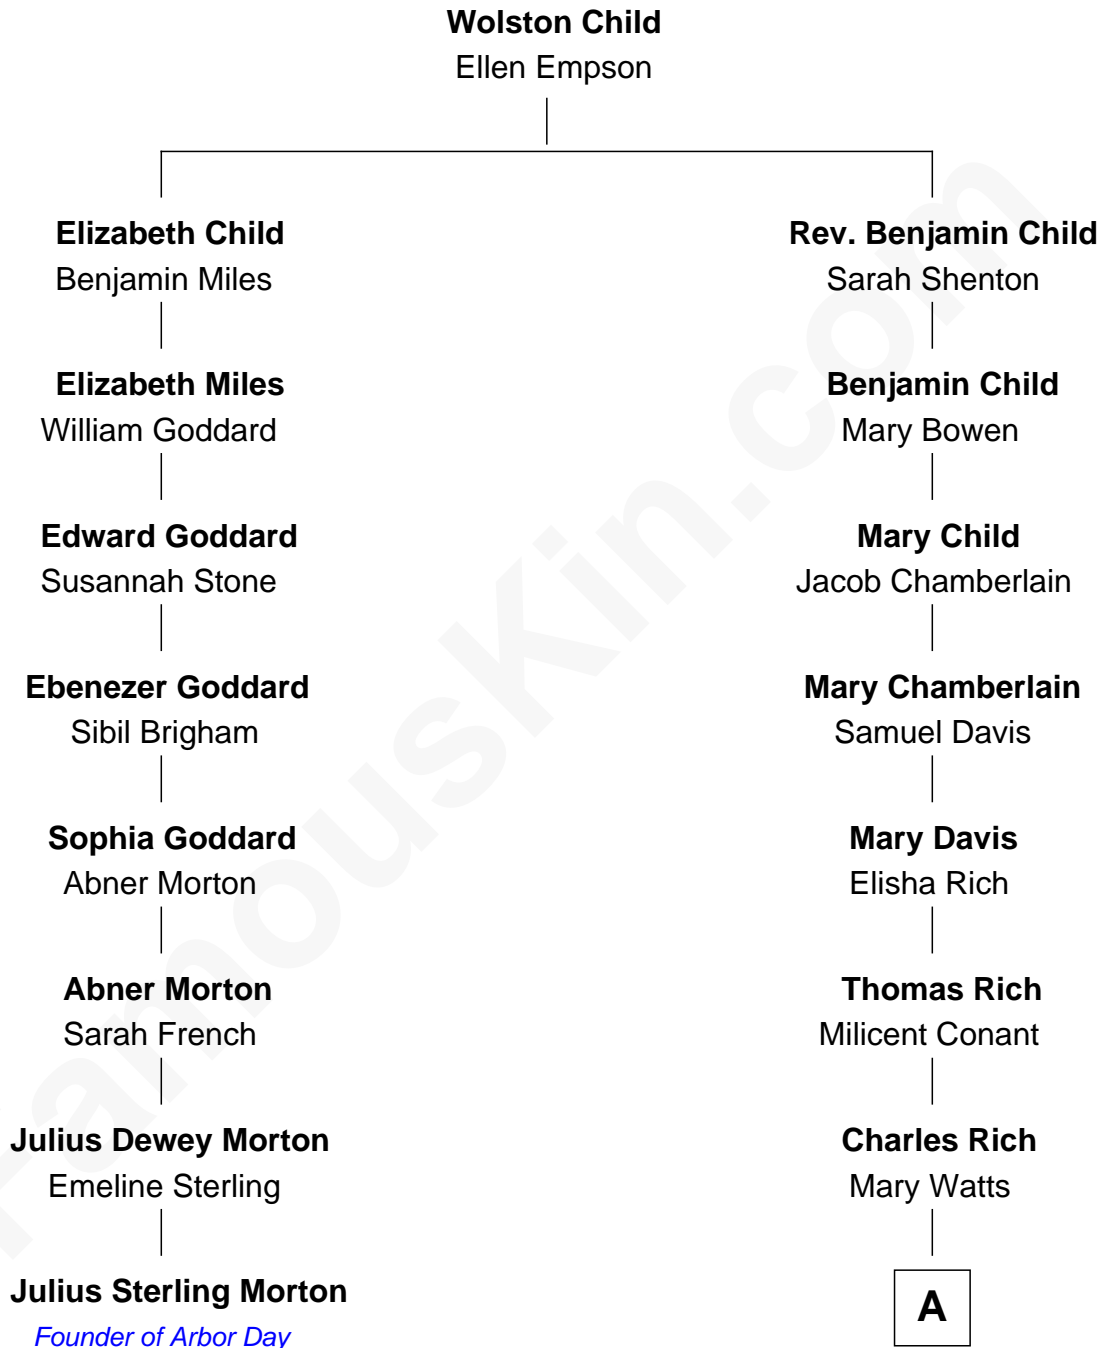 Wolston Child
Ellen Empson
Elizabeth Child
Benjamin Miles
Rev. Benjamin Child
Sarah Shenton
Elizabeth Miles
William Goddard
Benjamin Child
Mary Bowen
Edward Goddard
Susannah Stone
Mary Child
Jacob Chamberlain
Ebenezer Goddard
Sibil Brigham
Mary Chamberlain
Samuel Davis
Sophia Goddard
Abner Morton
Mary Davis
Elisha Rich
Abner Morton
Sarah French
Thomas Rich
Milicent Conant
Julius Dewey Morton
Emeline Sterling
Charles Rich
Mary Watts
Julius Sterling Morton
Founder of Arbor Day
A
FamousKin.com